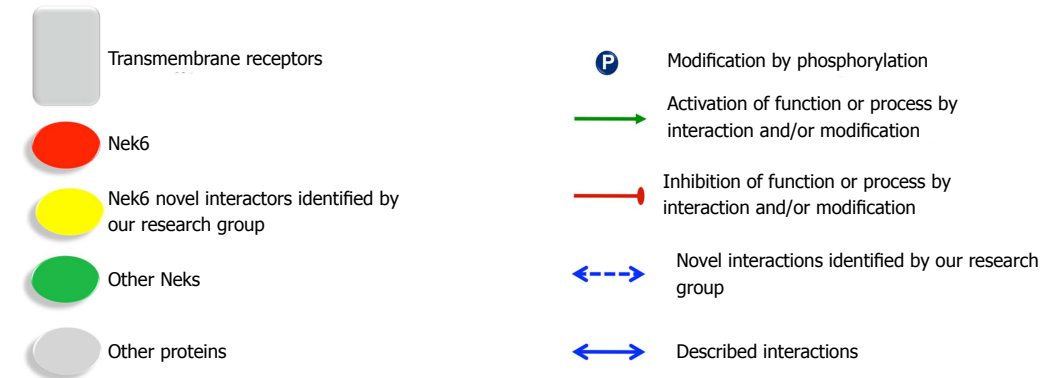 Transmembrane receptors
Nek6
Nek6 novel interactors identified by
our research group
Other Neks
Other proteins
P
Modification by phosphorylation
Activation of function or process by
interaction and/or modification
Inhibition of function or process by
interaction and/or modification
Novel interactions identified by our research
group
Described interactions